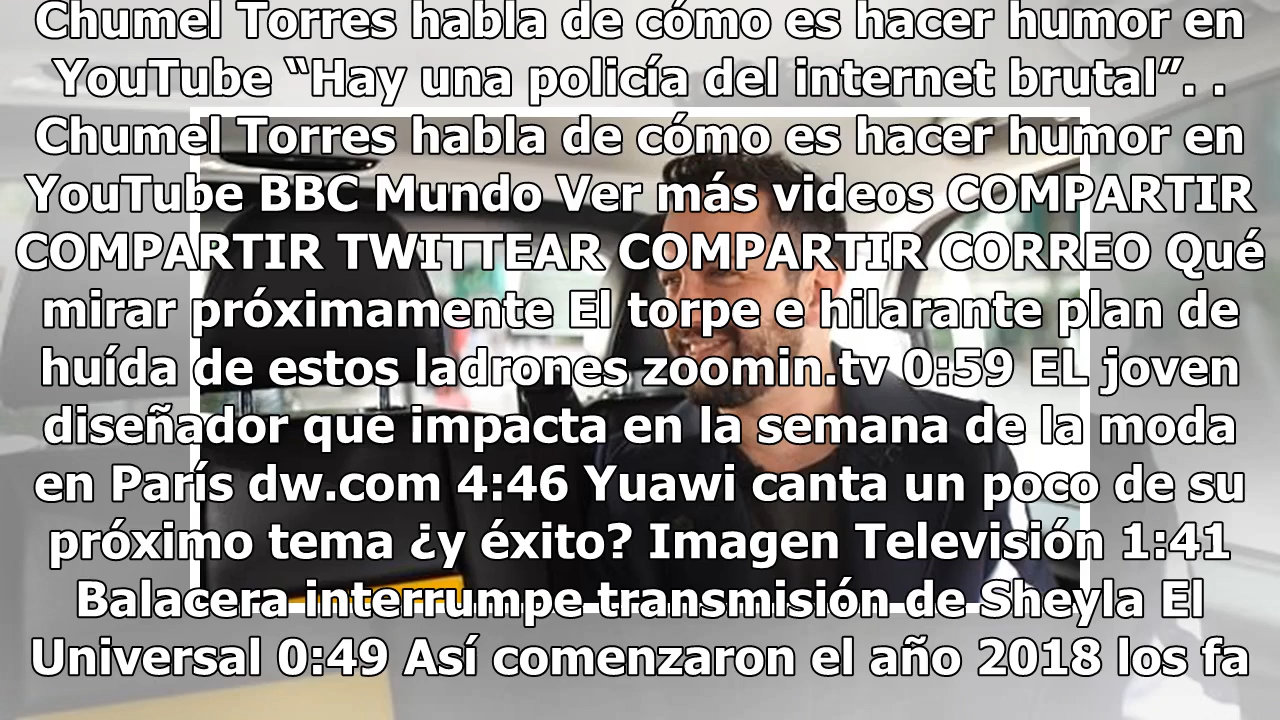 Chumel Torres habla de cómo es hacer humor en
YouTube “Hay una policía del internet brutal”. .
Chumel Torres habla de cómo es hacer humor en
YouTube BBC Mundo Ver más videos COMPARTIR
COMPARTIR TWITTEAR COMPARTIR CORREO Qué
mirar próximamente El torpe e hilarante plan de
huída de estos ladrones zoomin.tv 0:59 EL joven
diseñador que impacta en la semana de la moda
en París dw.com 4:46 Yuawi canta un poco de su
próximo tema ¿y éxito? Imagen Televisión 1:41
Balacera interrumpe transmisión de Sheyla El
Universal 0:49 Así comenzaron el año 2018 los fa